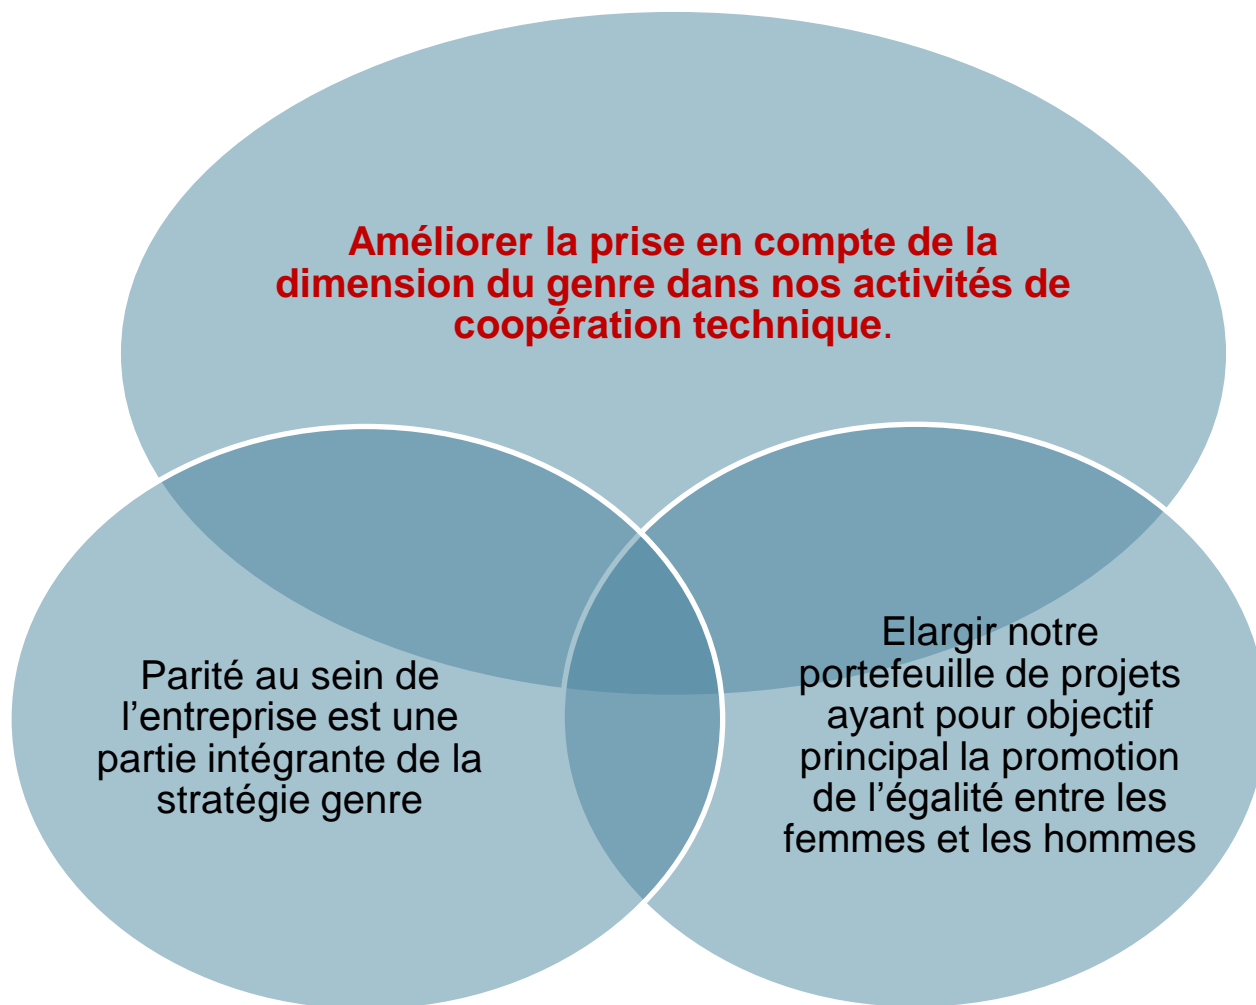 Améliorer la prise en compte de la
dimension du genre dans nos activités de
coopération technique.
Parité au sein de
l’entreprise est une
partie intégrante de la
stratégie genre
Elargir notre
portefeuille de projets
ayant pour objectif
principal la promotion
de l’égalité entre les
femmes et les hommes